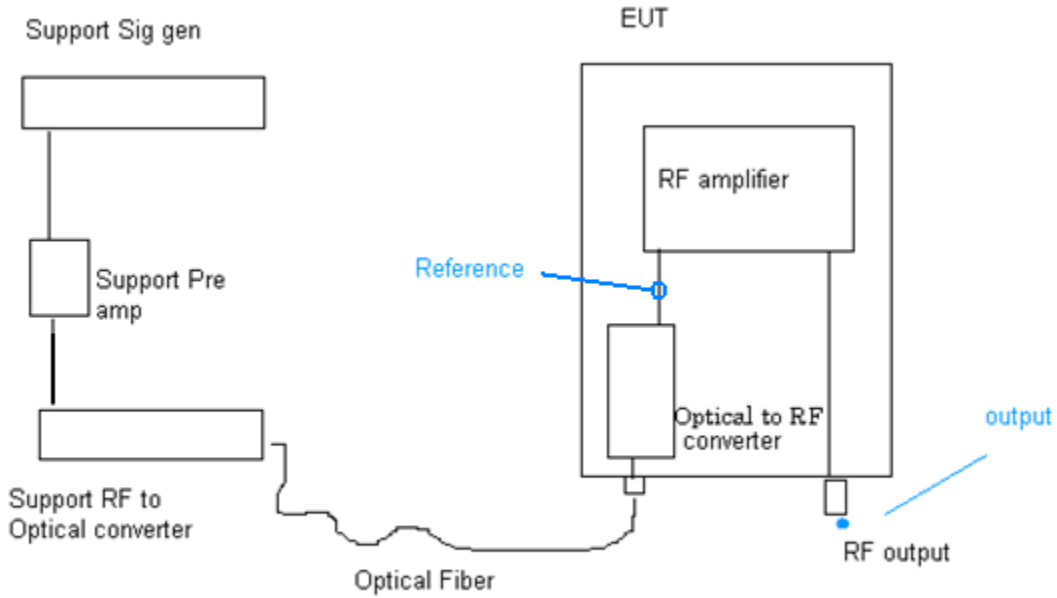 EUT
Support Sig gen
RF amplifier
Reference
Support Pre
amp
Optical to RF
converter
output
Support RF to
Optical converter
RF output
Optical Fiber